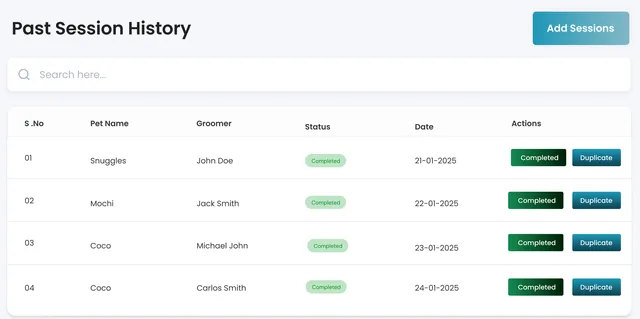 Past Session History
Add Sessions
Search here...
S .No Pet Name Groomer Status Date Actions
01 Snuggles John Doe Completed 21-01-2025 Completed Duplicate
02 Mochi Jack Smith Completed 22-01-2025 Completed Duplicate
03 Coco Michael John Completed 23-01-2025 Completed Duplicate
04 Coco Carlos Smith Completed 24-01-2025 Completed Duplicate